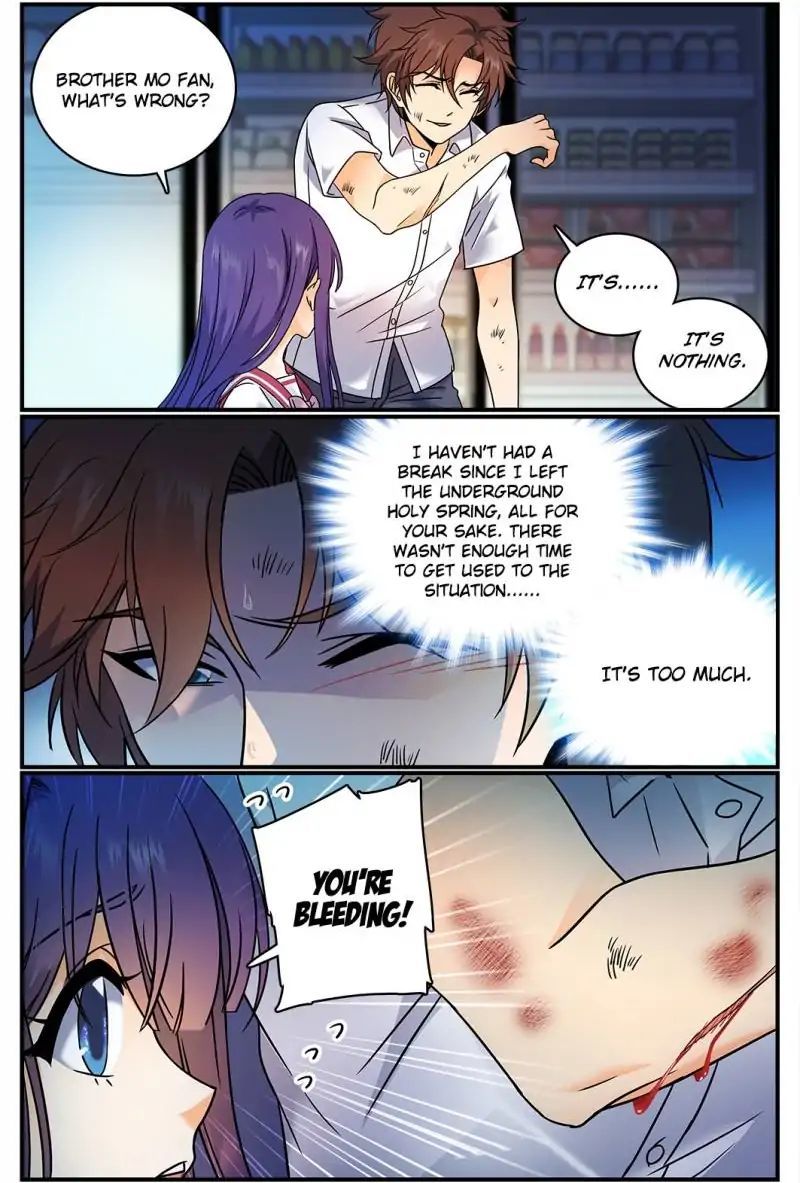 BROTHER MO FAN,
WHAT'S WRONG?
IT'S......
IT'S
NOTHING.
I HAVEN'T HAD A
BREAK SINCE I LEFT
THE UNDERGROUND
HOLY SPRING, ALL FOR
YOUR SAKE. THERE
WASN'T ENOUGH TIME
TO GET USED TO THE
SITUATION......
IT'S TOO MUCH.
YOU'RE
BLEEDING!
6